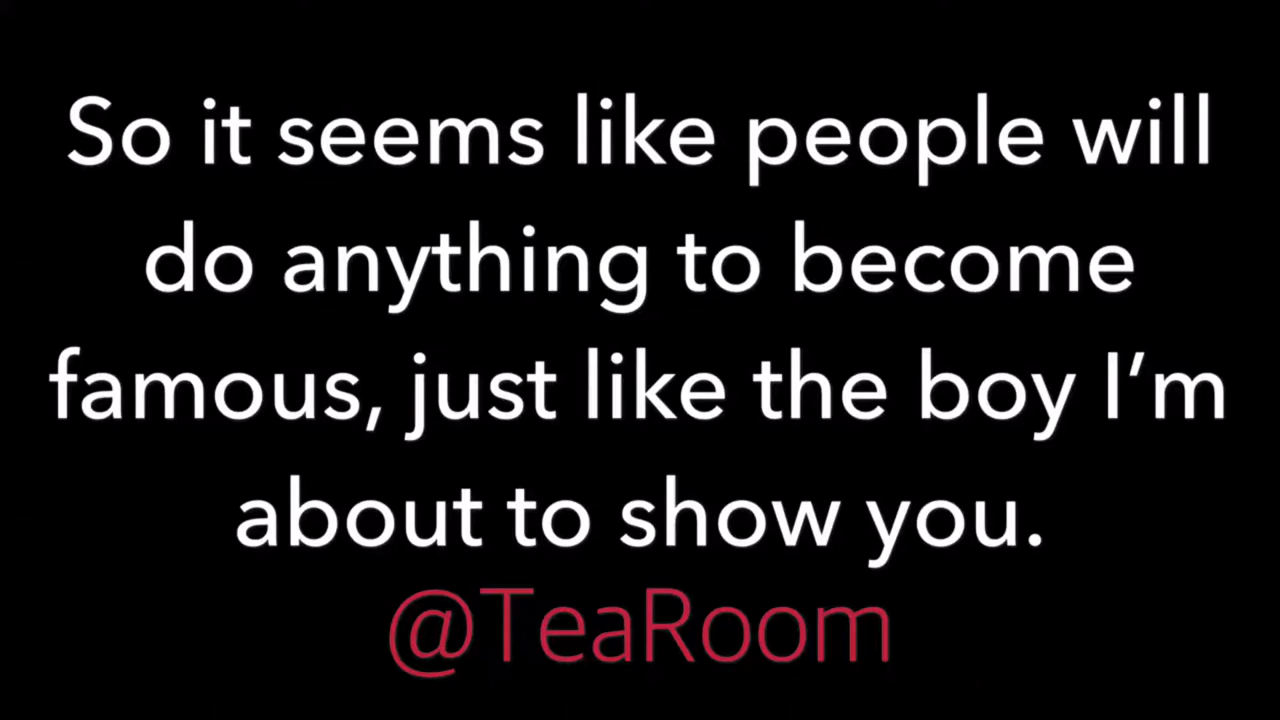 So it seems like people will
do anything to become
famous, just like the boy I’m
about to show you.
@TeaRoom